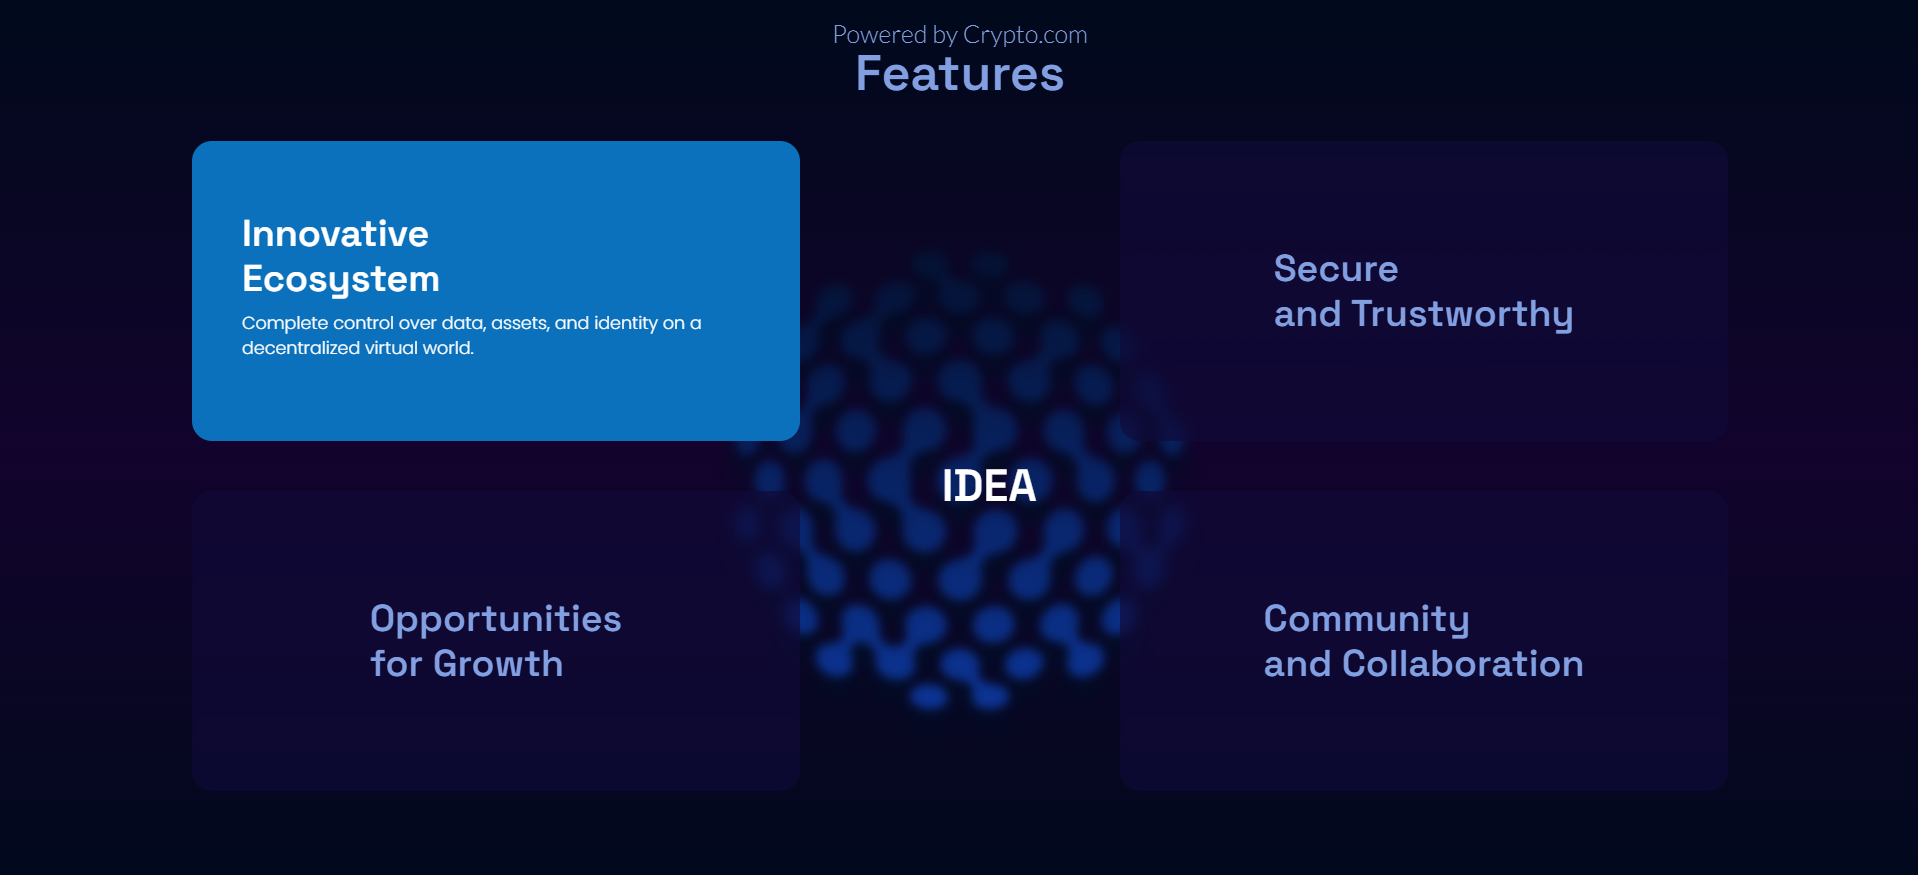 Powered by Crypto.com
Features
Innovative
Ecosystem
Complete control over data, assets, and identity on a
decentralized virtual world.
Secure
and Trustworthy
IDEA
Opportunities
for Growth
Community
and Collaboration